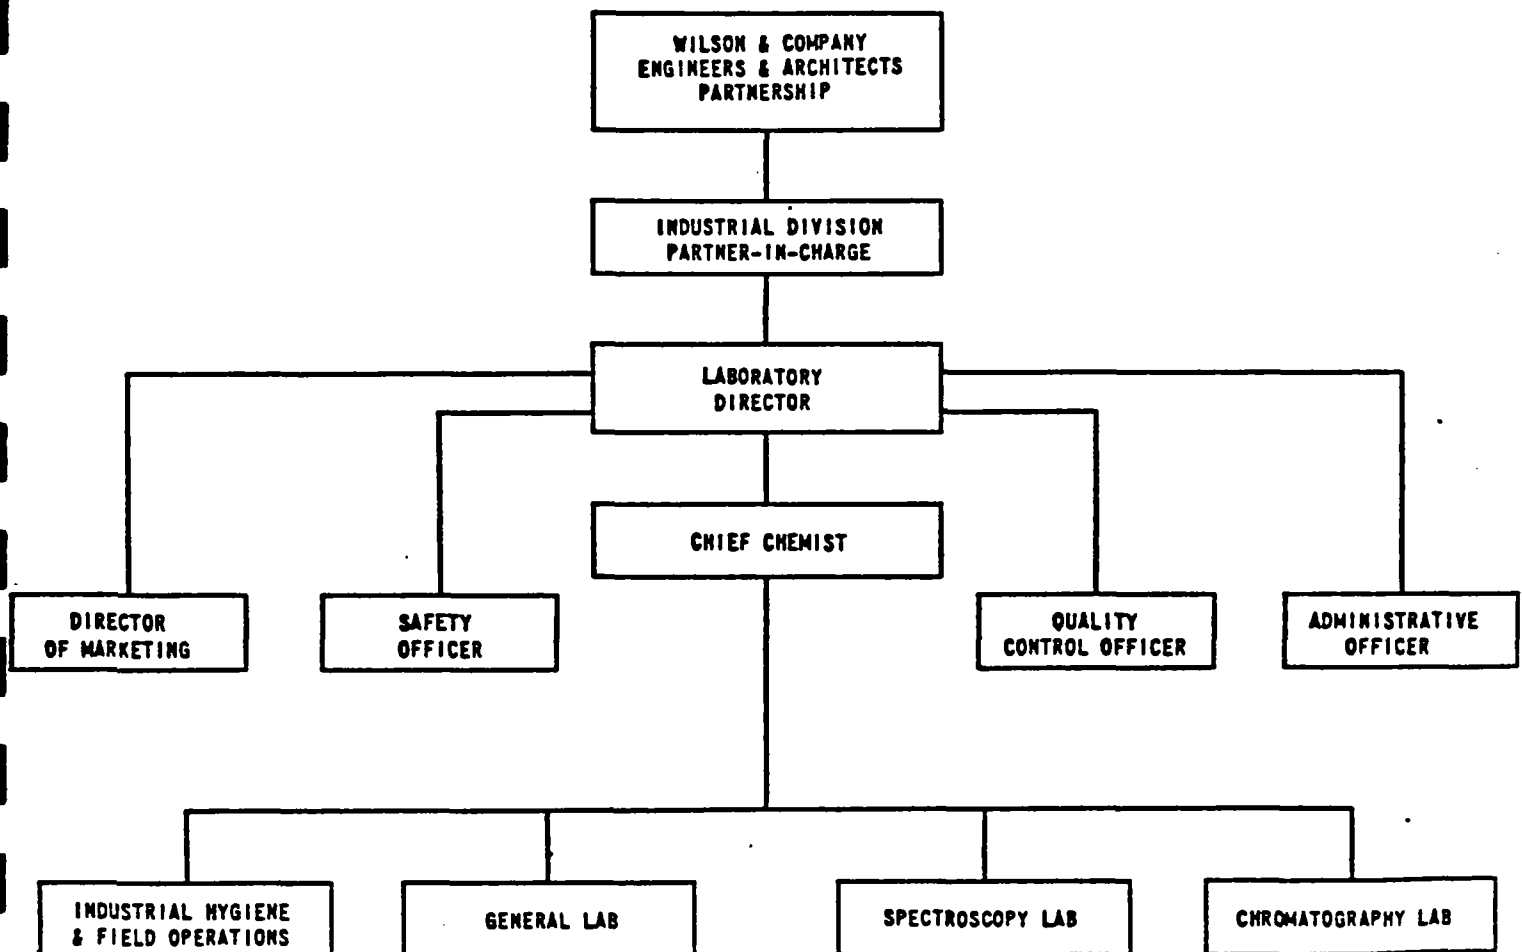 WILSON & COMPANY
ENGINEERS & ARCHITECTS
PARTNERSHIP
INDUSTRIAL DIVISION
PARTNER-IN-CHARGE
LABORATORY
DIRECTOR
CHIEF CHEMIST
DIRECTOR
OF MARKETING
SAFETY
OFFICER
QUALITY
CONTROL OFFICER
ADMINISTRATIVE
OFFICER
INDUSTRIAL HYGIENE
& FIELD OPERATIONS
GENERAL LAB
SPECTROSCOPY LAB
CHROMATOGRAPHY LAB